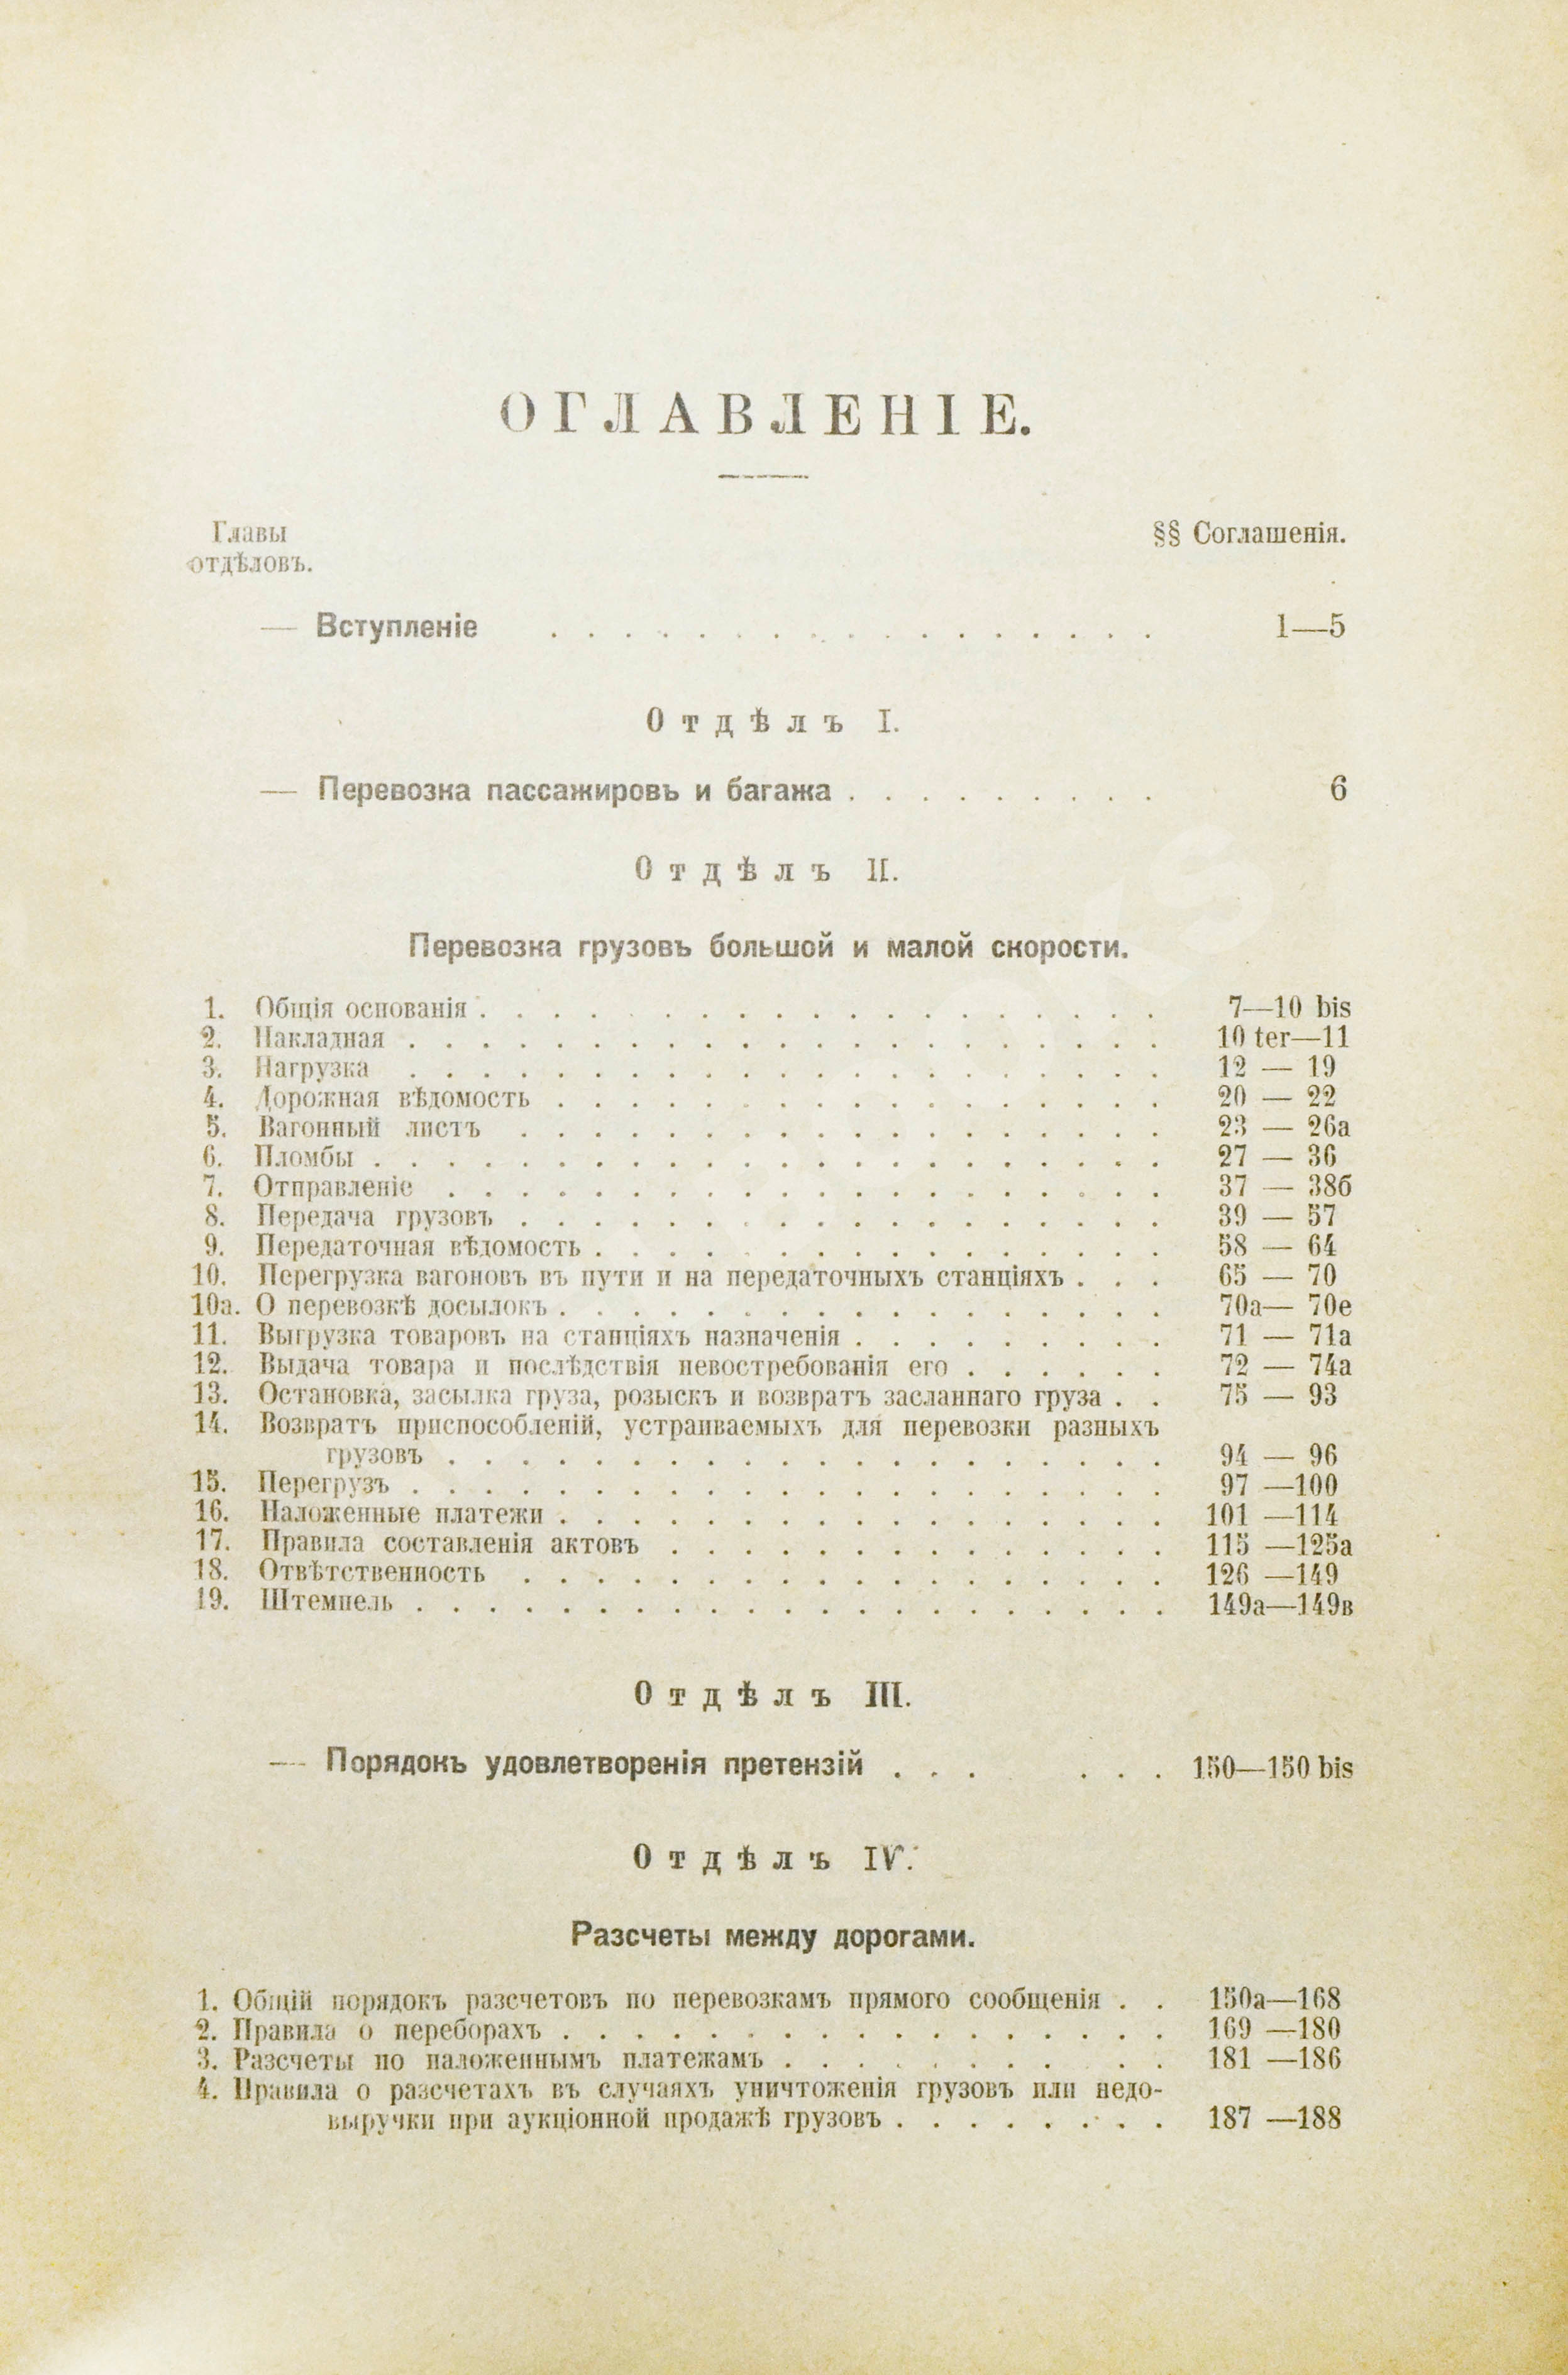 ОГЛАВЛЕНІЕ.
Главы §§ Соглашенія.
отдѣловъ.
— Вступленіе . . . . . . . . . . . . . . . . . 1—5
Отдѣлъ I.
— Перевозка пассажировъ и багажа . . . . . . . . . 6
Отдѣлъ II.
Перевозка грузовъ большой и малой скорости.
1. Общія основанія . . . . . . . . . . . . . . . . . . . 7—10 bis
2. Накладная . . . . . . . . . . . . . . . . . . . . . 10 ter—11
3. Нагрузка . . . . . . . . . . . . . . . . . . . . . 12 — 19
4. Дорожная вѣдомость . . . . . . . . . . . . . . . . . 20 — 22
5. Вагонный листъ . . . . . . . . . . . . . . . . . . 23 — 26а
6. Пломбы . . . . . . . . . . . . . . . . . . . . . . 27 — 36
7. Отправленіе . . . . . . . . . . . . . . . . . . . . 37 — 38б
8. Передача грузовъ . . . . . . . . . . . . . . . . . . 39 — 57
9. Передаточная вѣдомость . . . . . . . . . . . . . . . . 58 — 64
10. Перегрузка вагоновъ въ пути и на передаточныхъ станціяхъ . . . 65 — 70
10а. О перевозкѣ досылокъ . . . . . . . . . . . . . . . . . 70а— 70е
11. Выгрузка товаровъ на станціяхъ назначенія . . . . . . . . . 71 — 71а
12. Выдача товара и послѣдствія невостребованія его . . . . . . 72 — 74а
13. Остановка, засылка груза, розыскъ и возвратъ засланнаго груза . . 75 — 93
14. Возвратъ приспособленій, устраиваемыхъ для перевозки разныхъ
грузовъ . . . . . . . . . . . . . . . . . . . . 94 — 96
15. Перегрузъ . . . . . . . . . . . . . . . . . . . . . 97 —100
16. Наложенные платежи . . . . . . . . . . . . . . . . . 101 —114
17. Правила составленія актовъ . . . . . . . . . . . . . . 115 —125а
18. Отвѣтственность . . . . . . . . . . . . . . . . . . 126 —149
19. Штемпель . . . . . . . . . . . . . . . . . . . . . 149а—149в
Отдѣлъ III.
— Порядокъ удовлетворенія претензій . . . . . . 150—150 bis
Отдѣлъ IV.
Разсчеты между дорогами.
1. Общій порядокъ разсчетовъ по перевозкамъ прямого сообщенія . . 150а—168
2. Правила о переборахъ . . . . . . . . . . . . . . . . . 169 —180
3. Разсчеты по наложеннымъ платежамъ . . . . . . . . . . 181 —186
4. Правила о разсчетахъ въ случаяхъ уничтоженія грузовъ или недо-
выручки при аукціонной продажѣ грузовъ . . . . . . . . 187 —188